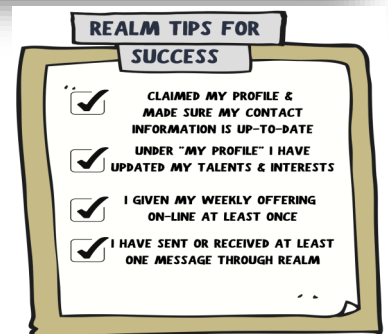 REALM TIPS FOR
SUCCESS
CLAIMED MY PROFILE &
MADE SURE MY CONTACT
INFORMATION IS UP-TO-DATE
UNDER "MY PROFILE" I HAVE
UPDATED MY TALENTS & INTERESTS
I GIVEN MY WEEKLY OFFERING
ON-LINE AT LEAST ONCE
I HAVE SENT OR RECEIVED AT LEAST
ONE MESSAGE THROUGH REALM